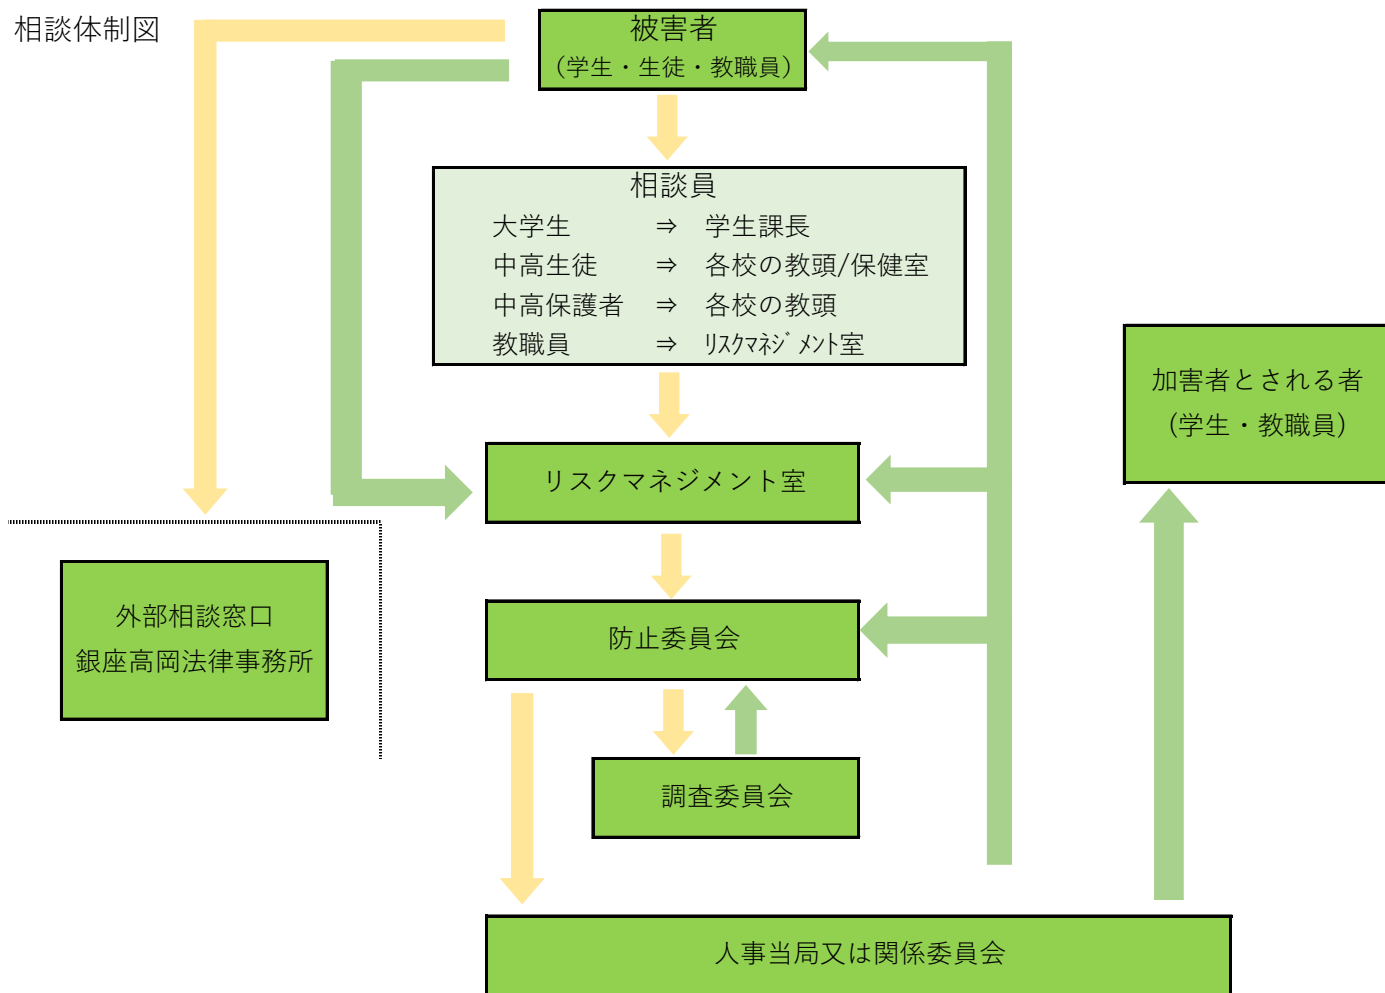 相談体制図
被害者
（学生・生徒・教職員）
相談員
大学生 ⇒ 学生課長
中高生徒 ⇒ 各校の教頭/保健室
中高保護者 ⇒ 各校の教頭
教職員 ⇒ ﾘｽｸﾏﾈｼﾞﾒﾝﾄ室
加害者とされる者
（学生・教職員）
リスクマネジメント室
外部相談窓口
銀座高岡法律事務所
防止委員会
調査委員会
人事当局又は関係委員会